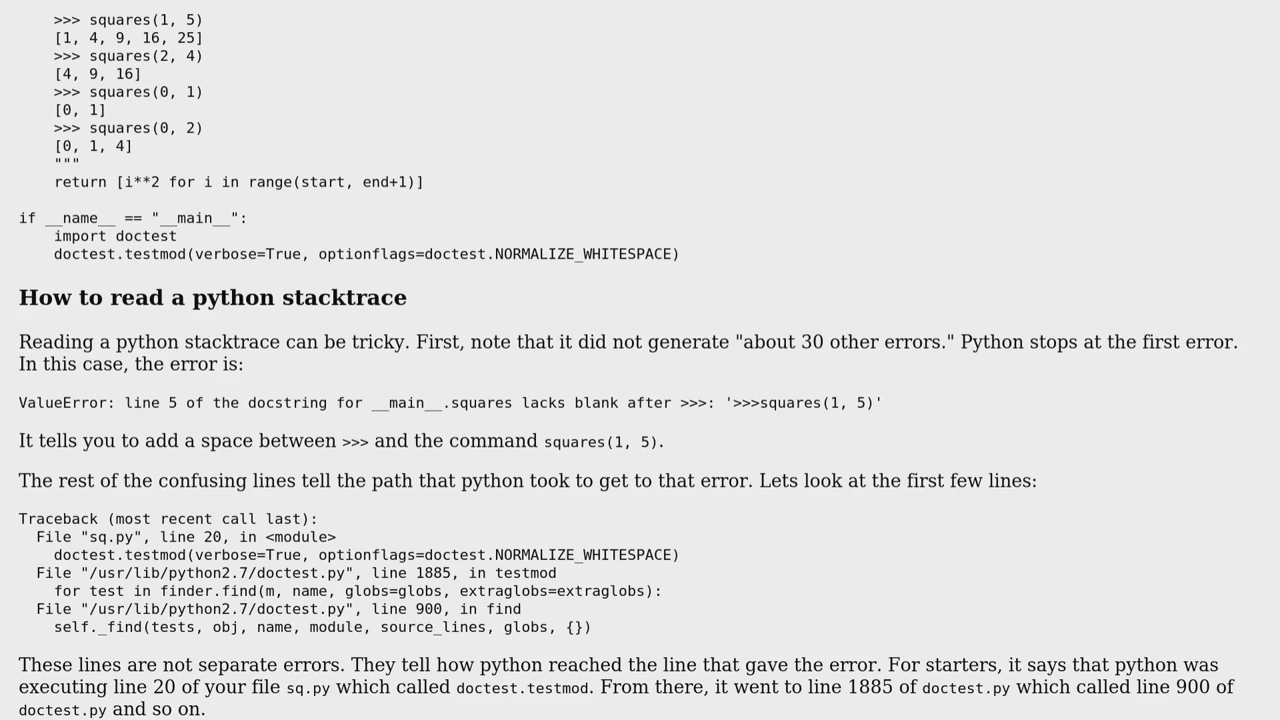 >>> squares(1, 5)
[1, 4, 9, 16, 25]
>>> squares(2, 4)
[4, 9, 16]
>>> squares(0, 1)
[0, 1]
>>> squares(0, 2)
[0, 1, 4]
"""
return [i**2 for i in range(start, end+1)]
if __name__ == "__main__":
import doctest
doctest.testmod(verbose=True, optionflags=doctest.NORMALIZE_WHITESPACE)
How to read a python stacktrace
Reading a python stacktrace can be tricky. First, note that it did not generate "about 30 other errors." Python stops at the first error.
In this case, the error is:
ValueError: line 5 of the docstring for __main__.squares lacks blank after >>>: '>>>squares(1, 5)'
It tells you to add a space between >>> and the command squares(1, 5).
The rest of the confusing lines tell the path that python took to get to that error. Lets look at the first few lines:
Traceback (most recent call last):
File "sq.py", line 20, in <module>
doctest.testmod(verbose=True, optionflags=doctest.NORMALIZE_WHITESPACE)
File "/usr/lib/python2.7/doctest.py", line 1885, in testmod
for test in finder.find(m, name, globs=globs, extraglobs=extraglobs):
File "/usr/lib/python2.7/doctest.py", line 900, in find
self._find(tests, obj, name, module, source_lines, globs, {})
These lines are not separate errors. They tell how python reached the line that gave the error. For starters, it says that python was
executing line 20 of your file sq.py which called doctest.testmod. From there, it went to line 1885 of doctest.py which called line 900 of
doctest.py and so on.